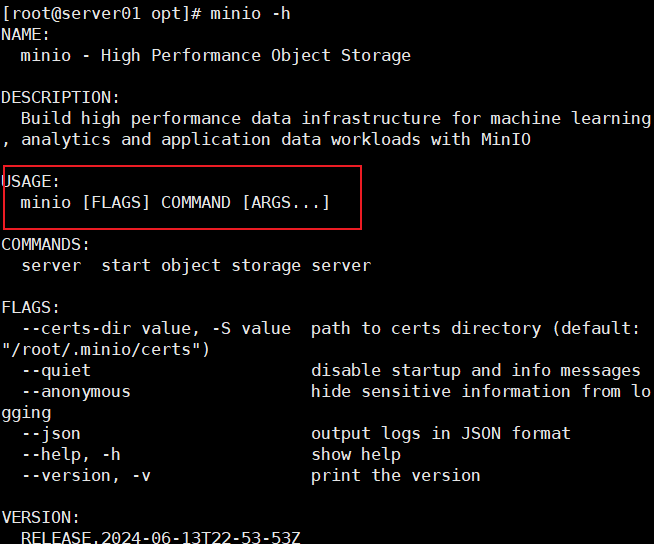 [root@server01 opt]# minio -h
NAME:
  minio - High Performance Object Storage

DESCRIPTION:
  Build high performance data infrastructure for machine learning
, analytics and application data workloads with MinIO

USAGE:
  minio [FLAGS] COMMAND [ARGS...]

COMMANDS:
  server  start object storage server

FLAGS:
  --certs-dir value, -S value  path to certs directory (default:
"/root/.minio/certs")
  --quiet                      disable startup and info messages
  --anonymous                  hide sensitive information from lo
gging
  --json                       output logs in JSON format
  --help, -h                   show help
  --version, -v                print the version

VERSION:
  RELEASE.2024-06-13T22-53-53Z